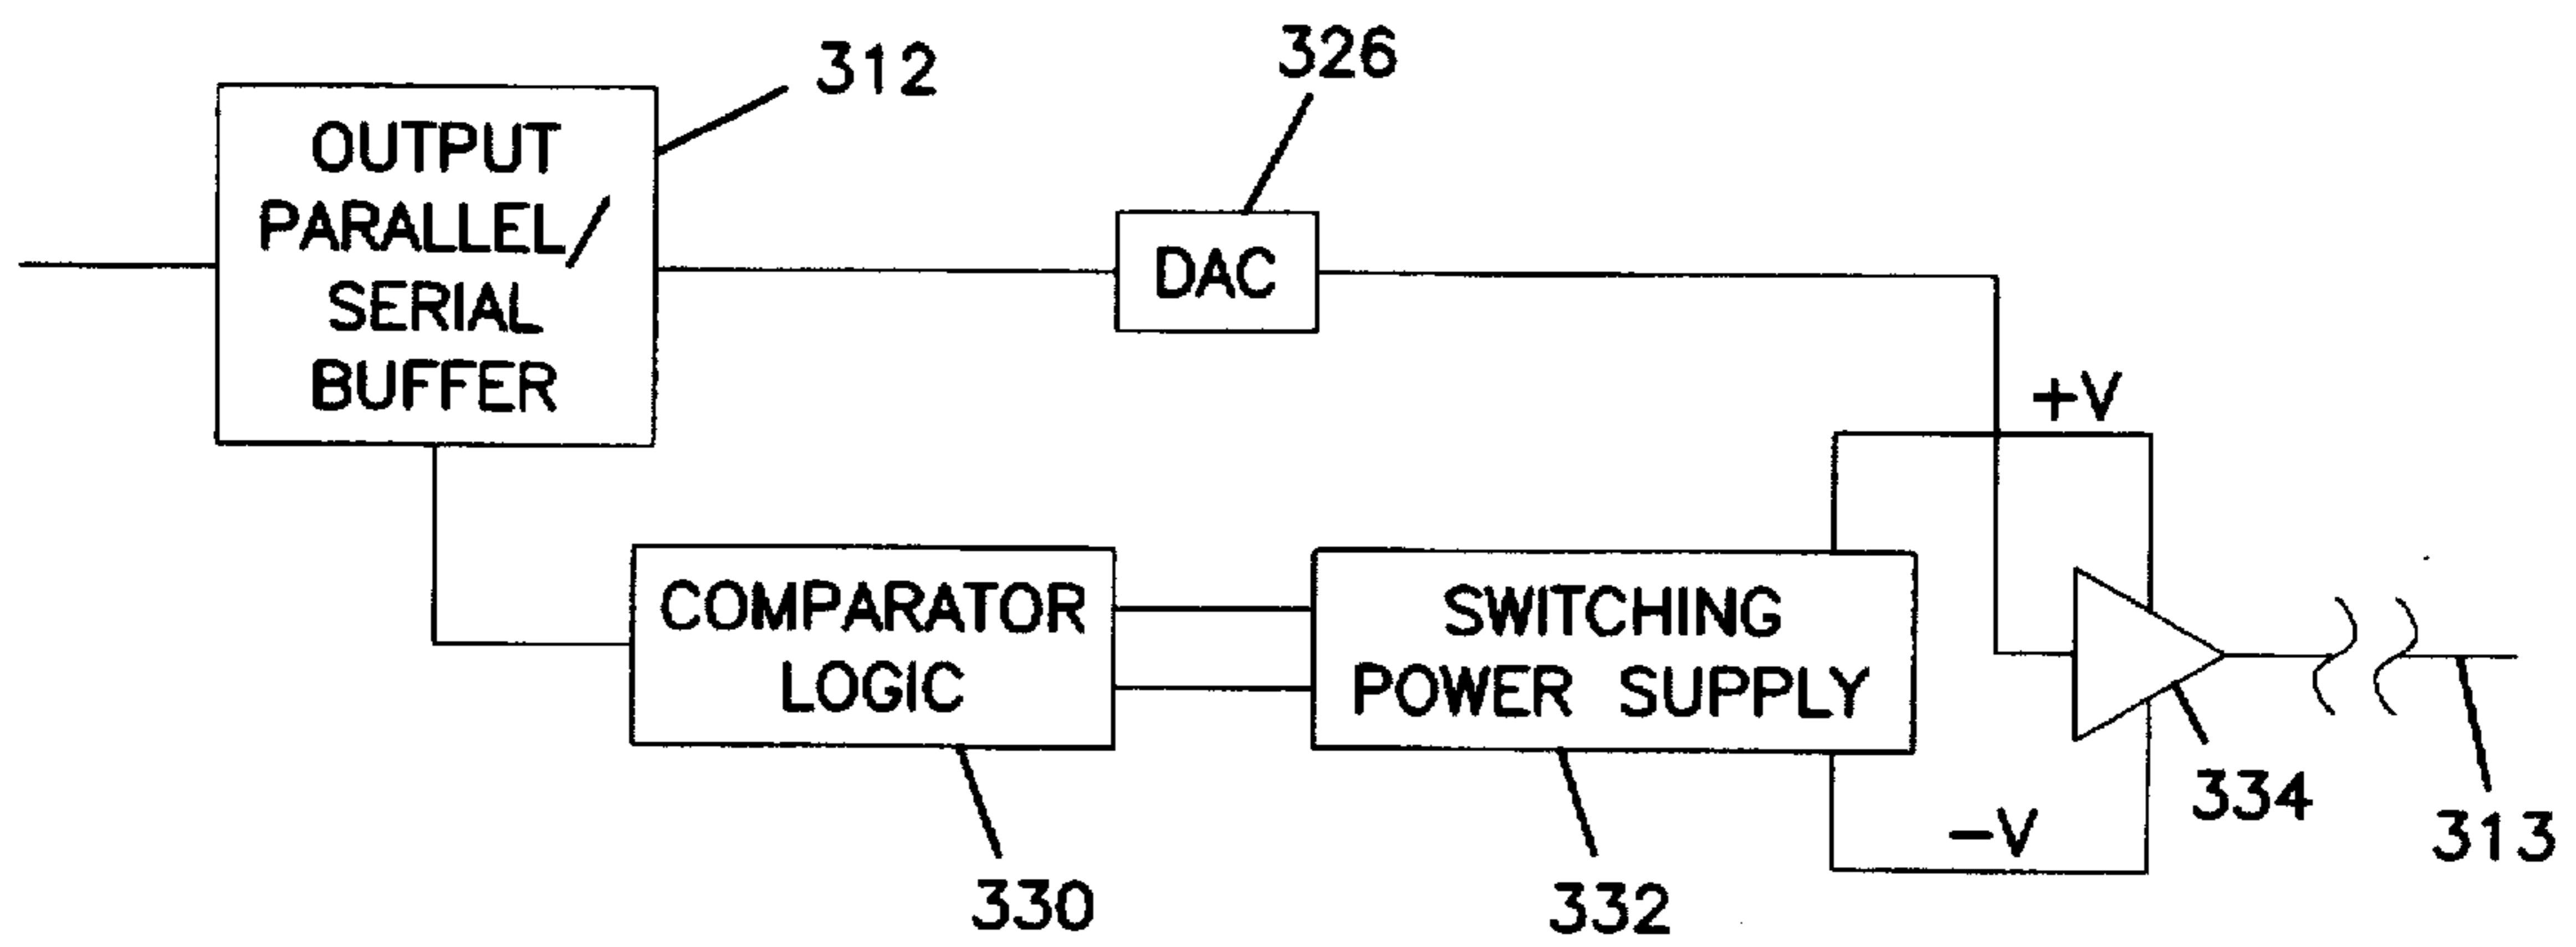 312
326
OUTPUT
PARALLEL/
SERIAL
BUFFER
DAC
+V
COMPARATOR
LOGIC
SWITCHING
POWER SUPPLY
-V
334
313
330
332